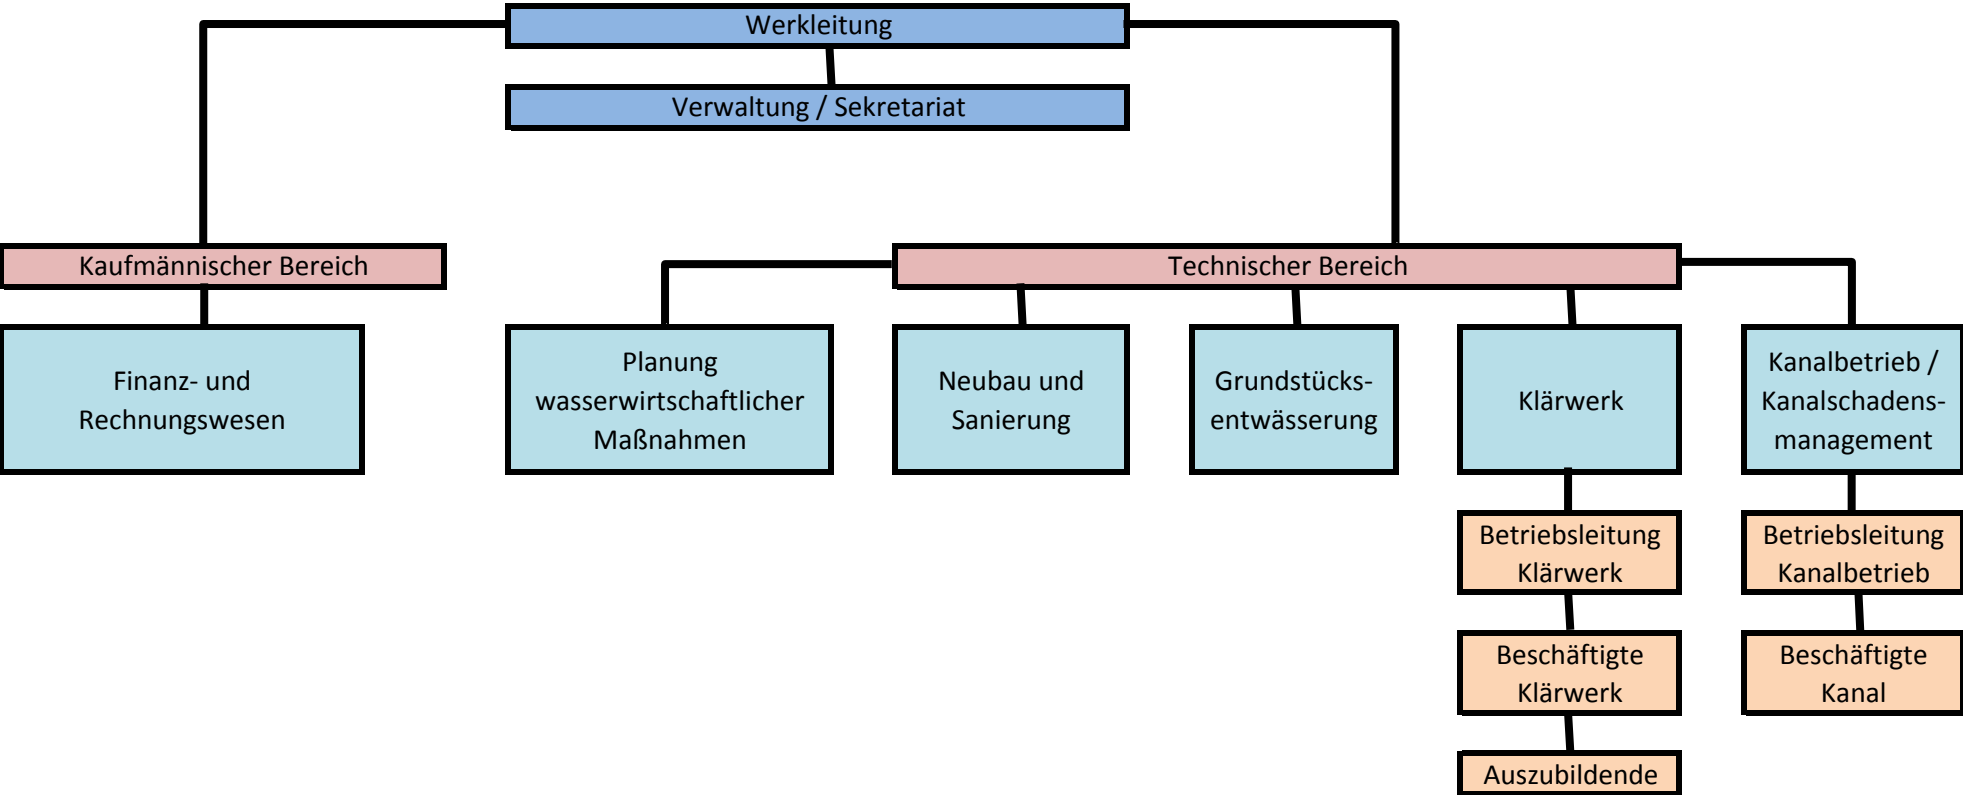 Werkleitung
Verwaltung / Sekretariat
Kaufmännischer Bereich
Technischer Bereich
Finanz- und
Rechnungswesen
Planung
wasserwirtschaftlicher
Maßnahmen
Neubau und
Sanierung
Grundstücks-
entwässerung
Klärwerk
Kanalbetrieb /
Kanalschadens-
management
Betriebsleitung
Klärwerk
Betriebsleitung
Kanalbetrieb
Beschäftigte
Klärwerk
Beschäftigte
Kanal
Auszubildende